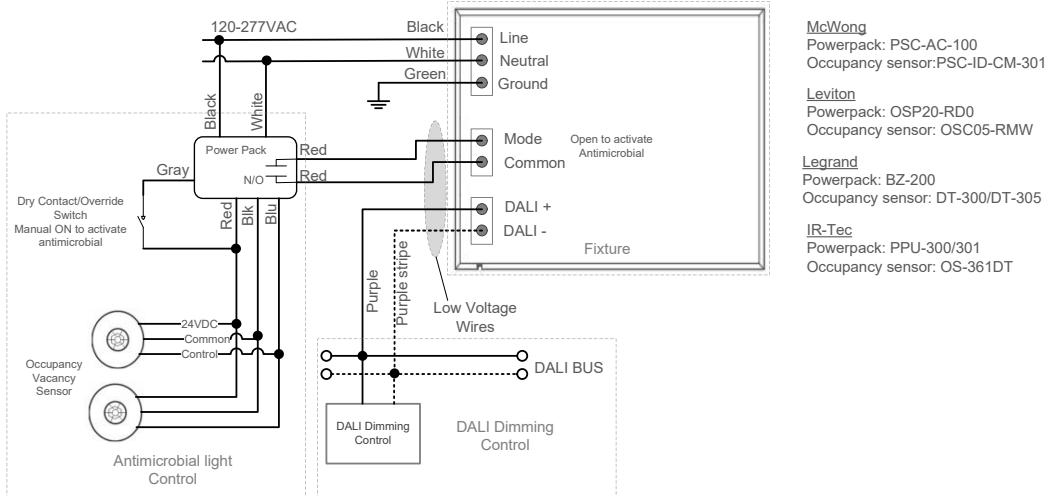 120-277VAC
Black
White
Green
Line
Neutral
Ground
Black
White
Power Pack
N/O
Red
Red
Mode
Common
Open to activate
Antimicrobial
Gray
Dry Contact/Override
Switch
Manual ON to activate
antimicrobial
Red
Blk
Blu
DALI +
DALI -
Fixture
Purple
Purple stripe
Low Voltage
Wires
24VDC
Common
Control
Occupancy
Vacancy
Sensor
DALI BUS
DALI Dimming
Control
DALI Dimming
Control
Antimicrobial light
Control
McWong
Powerpack: PSC-AC-100
Occupancy sensor:PSC-ID-CM-301
Leviton
Powerpack: OSP20-RD0
Occupancy sensor: OSC05-RMW
Legrand
Powerpack: BZ-200
Occupancy sensor: DT-300/DT-305
IR-Tec
Powerpack: PPU-300/301
Occupancy sensor: OS-361DT